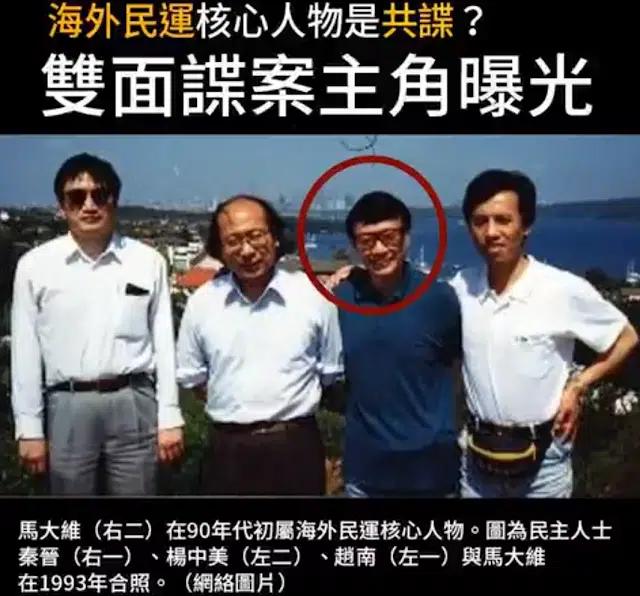 海外民運核心人物是共諜？
雙面諜案主角曝光
馬大維（右二）在90年代初屬海外民運核心人物。圖為民主人士
秦晉（右一）、楊中美（左二）、趙南（左一）與馬大維
在1993年合照。（網絡圖片）